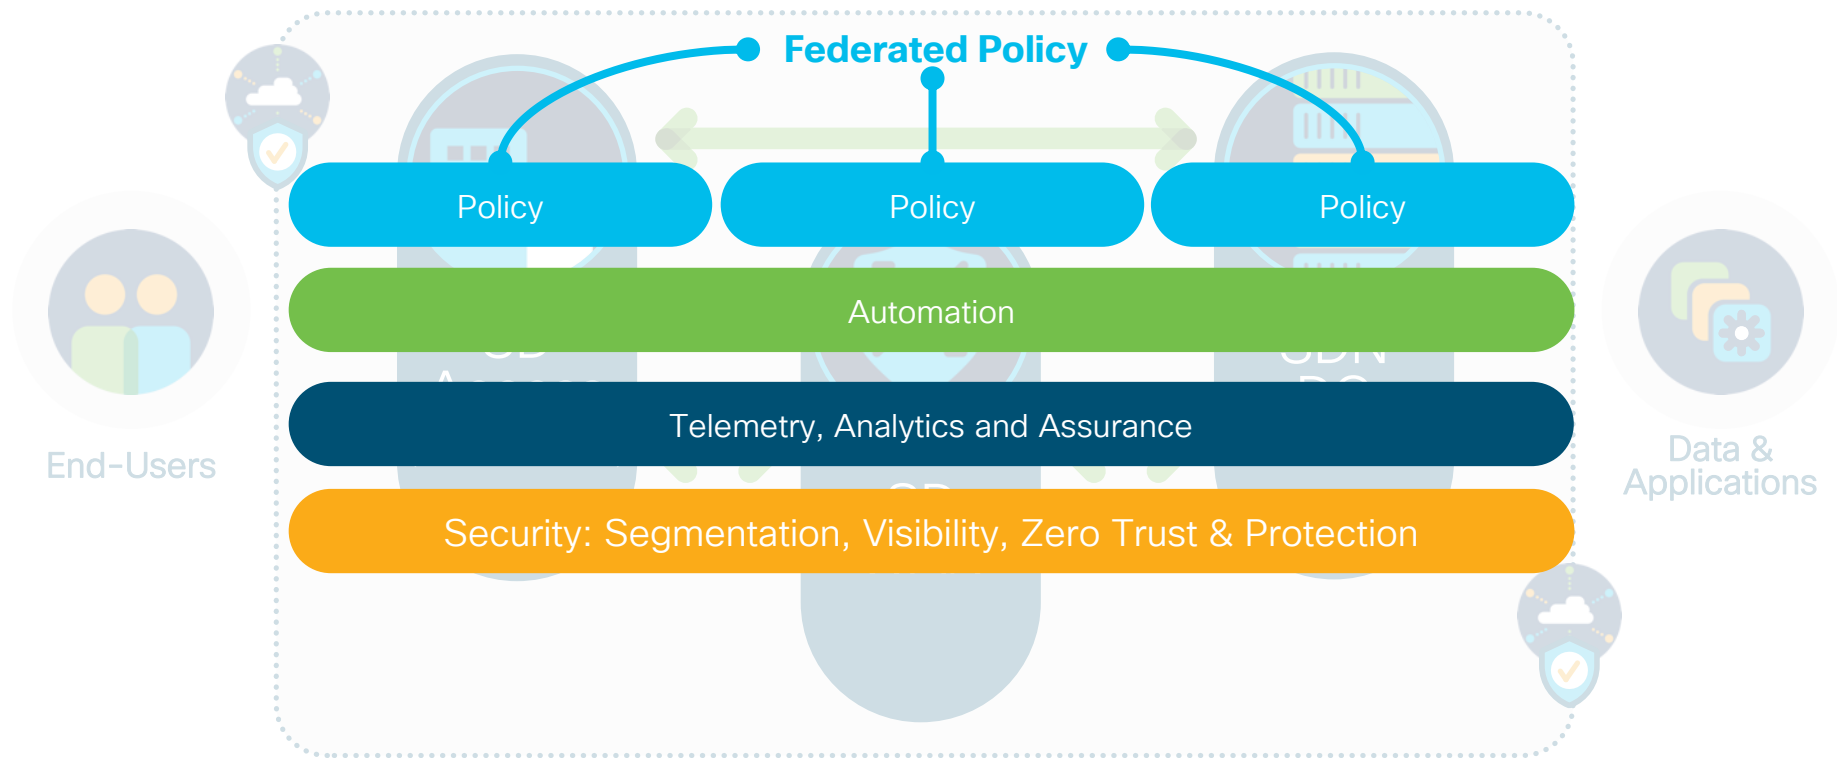 Federated Policy
Policy
Policy
Policy
Automation
SDN
Telemetry, Analytics and Assurance
End-Users
Data &
Applications
Security: Segmentation, Visibility, Zero Trust & Protection